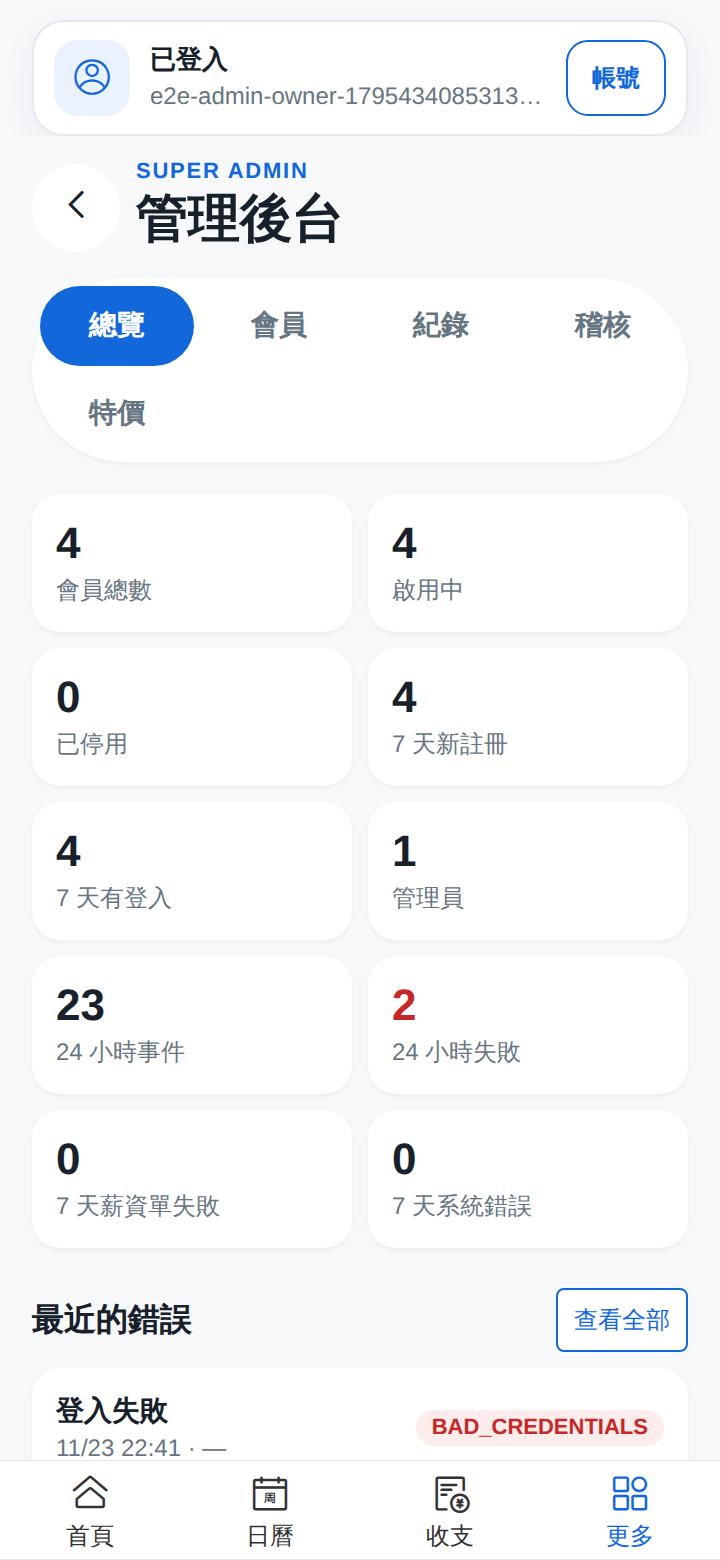 已登入
e2e-admin-owner-1795434085313…
帳號
SUPER ADMIN
管理後台
總覽
會員
紀錄
稽核
特價
4
會員總數
4
啟用中
0
已停用
4
7 天新註冊
4
7 天有登入
1
管理員
23
24 小時事件
2
24 小時失敗
0
7 天薪資單失敗
0
7 天系統錯誤
最近的錯誤
查看全部
登入失敗
BAD_CREDENTIALS
11/23 22:41 · —
周
¥
首頁
日曆
收支
更多